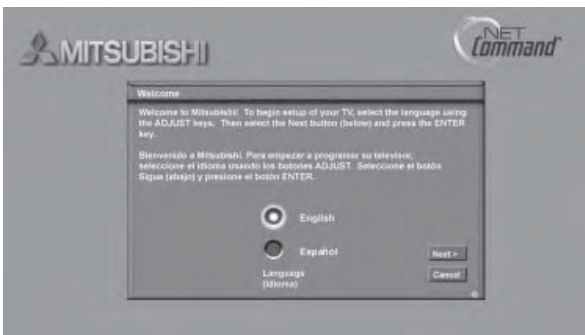 MITSUBISHI
NET
Command
Welcome
Welcome to Mitsubishi! To begin setup of your TV, select the language using
the ADJUST keys. Then select the Next button (below) and press the ENTER
key.
Bienvenido a Mitsubishi. Para empezar a programar su televisor,
seleccione el idioma usando los botones ADJUST. Seleccione el botón
Sigue (abajo) y presione el botón ENTER.
English
Español
Next >
Language
(Idioma)
Cancel